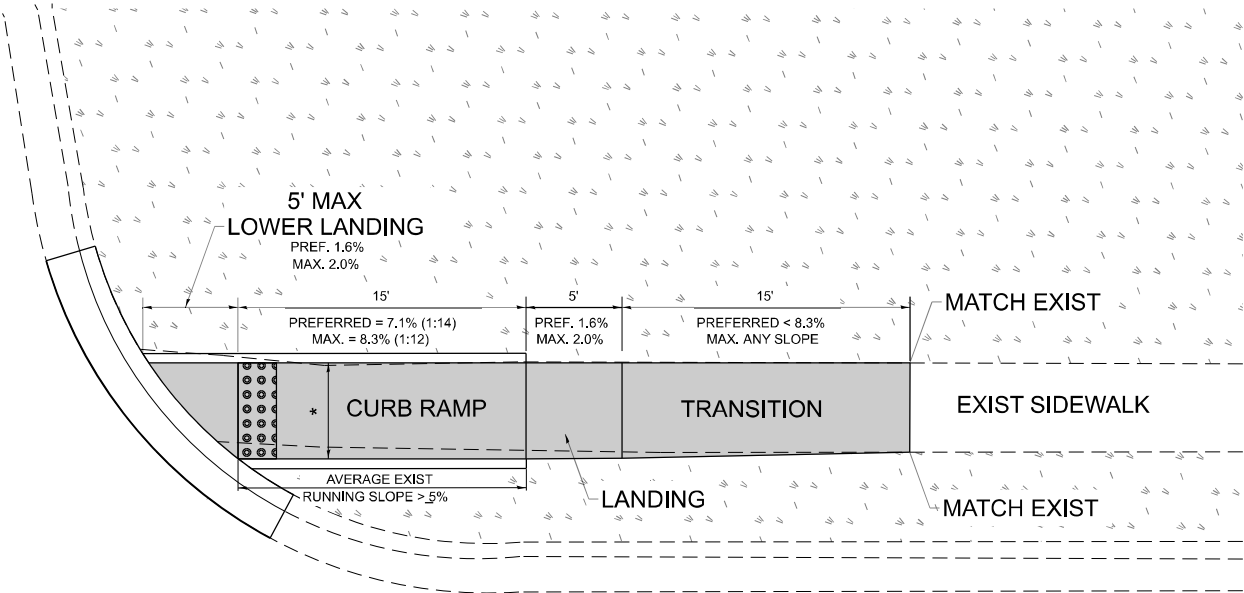 5' MAX
LOWER LANDING
PREF. 1.6%
MAX. 2.0%
15'
5'
15'
PREFERRED = 7.1% (1:14)
MAX. = 8.3% (1:12)
PREF. 1.6%
MAX. 2.0%
PREFERRED < 8.3%
MAX. ANY SLOPE
MATCH EXIST
*
CURB RAMP
TRANSITION
EXIST SIDEWALK
AVERAGE EXIST
RUNNING SLOPE > 5%
LANDING
MATCH EXIST